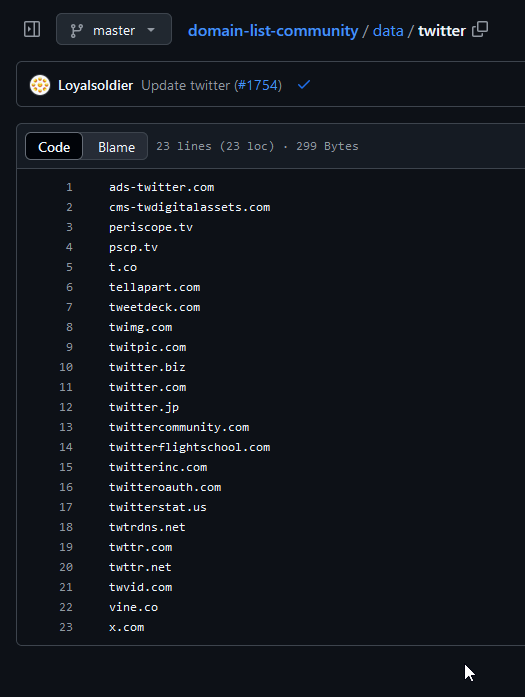 master domain-list-community / data / twitter
Loyalsoldier Update twitter (#1754)
Code Blame 23 lines (23 loc) · 299 Bytes
1 ads-twitter.com
2 cms-twdigitalassets.com
3 periscope.tv
4 pscp.tv
5 t.co
6 tellapart.com
7 tweetdeck.com
8 twimg.com
9 twitpic.com
10 twitter.biz
11 twitter.com
12 twitter.jp
13 twittercommunity.com
14 twitterflightschool.com
15 twitterinc.com
16 twitteroauth.com
17 twitterstat.us
18 twtrdns.net
19 twttr.com
20 twttr.net
21 twvid.com
22 vine.co
23 x.com